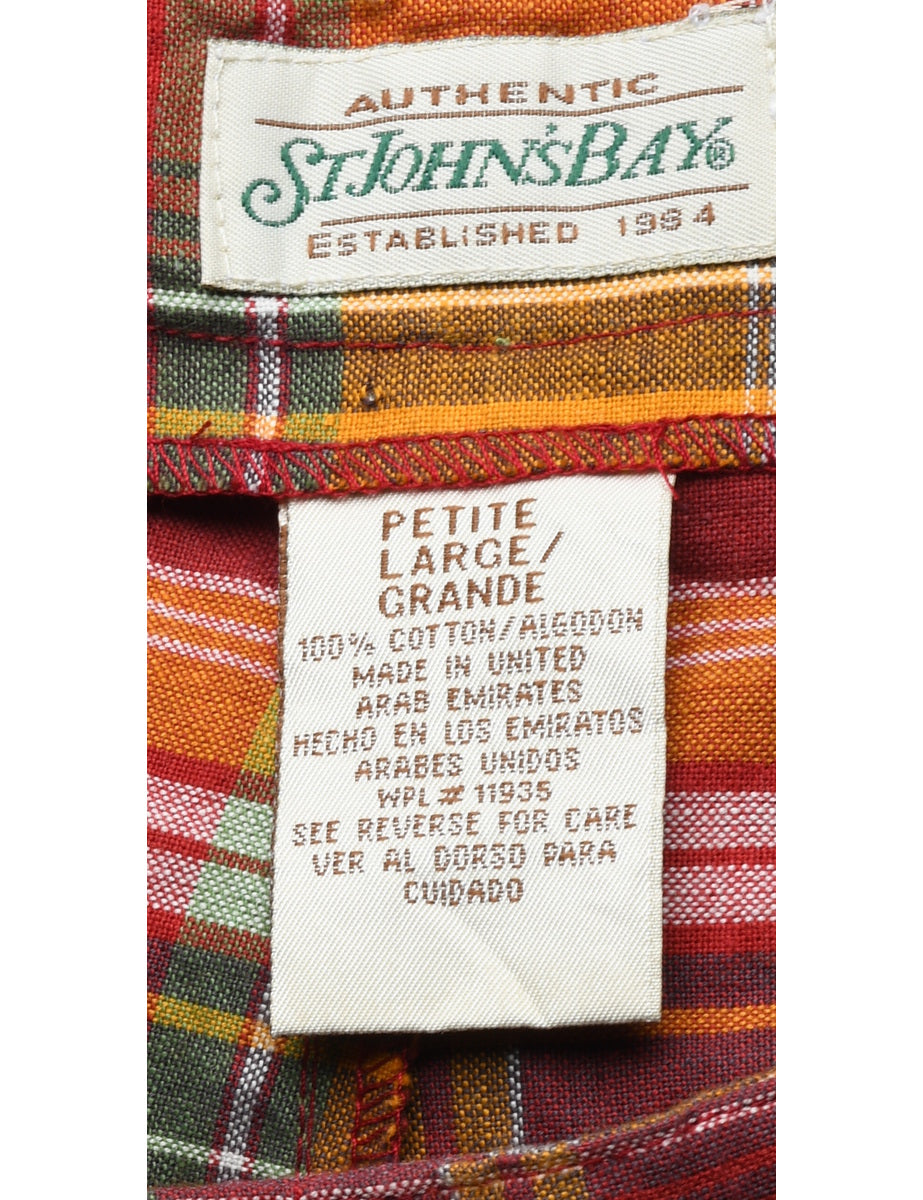 AUTHENTIC
ST JOHN'S BAY®
ESTABLISHED 1984
PETITE
LARGE/
GRANDE
100% COTTON/ALGODON
MADE IN UNITED
ARAB EMIRATES
HECHO EN LOS EMIRATOS
ARABES UNIDOS
WPL # 11935
SEE REVERSE FOR CARE
VER AL DORSO PARA
CUIDADO